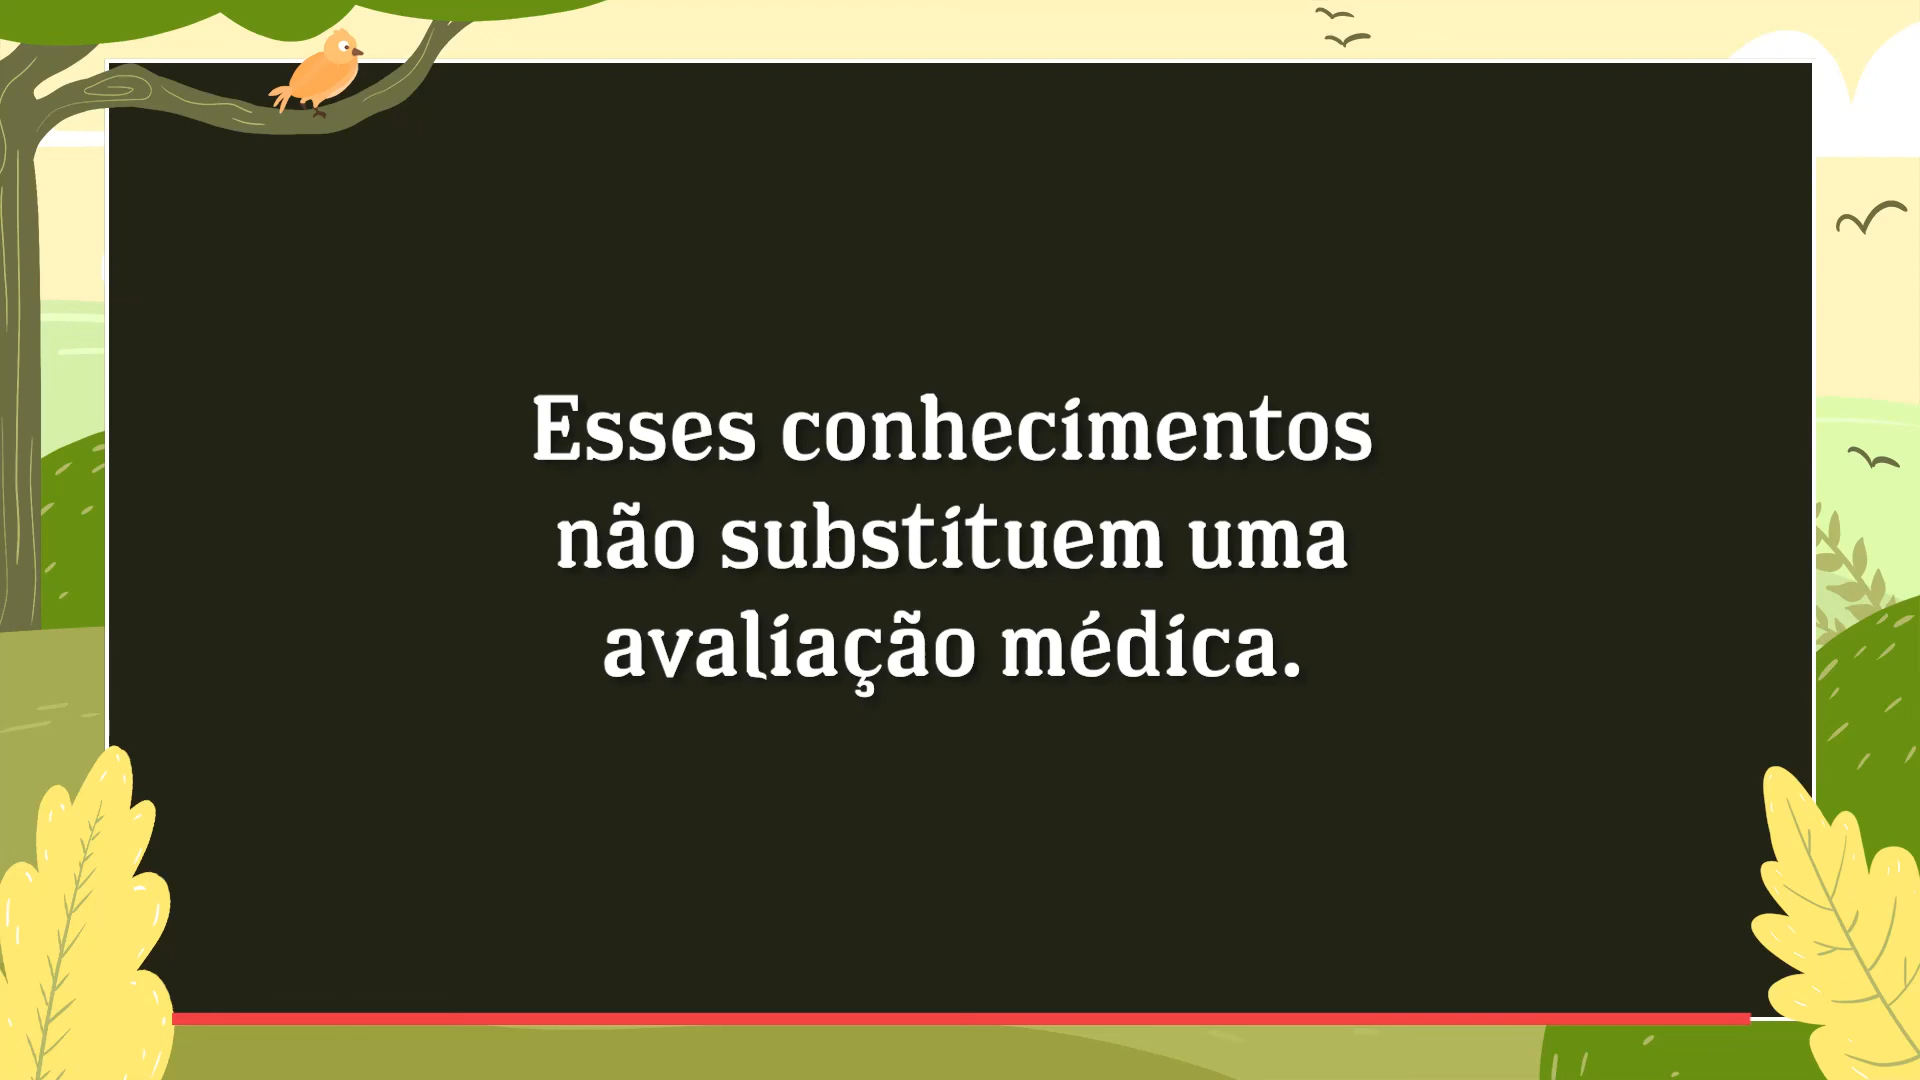 Esses conhecimentos
não substituem uma
avaliação médica.